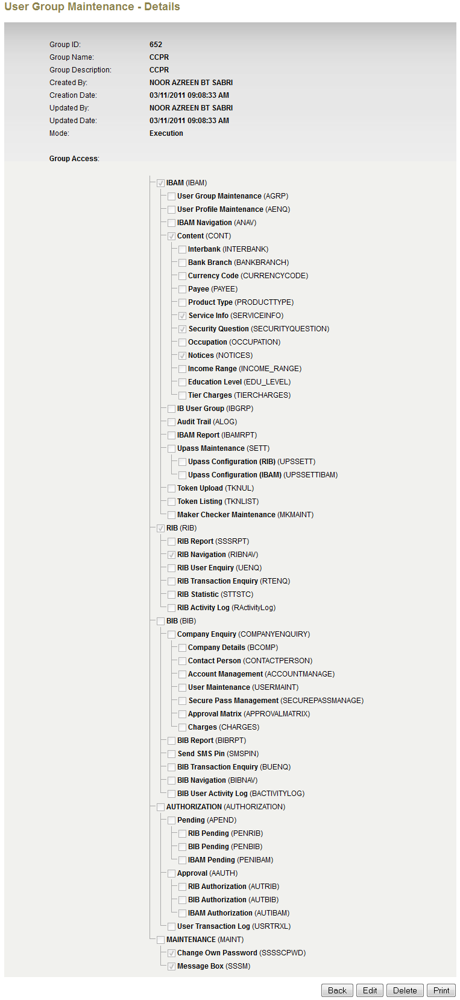 User Group Maintenance - Details
Group ID: 652
Group Name: CCPR
Group Description: CCPR
Created By: NOOR AZREEN BT SABRI
Creation Date: 03/11/2011 09:08:33 AM
Updated By: NOOR AZREEN BT SABRI
Updated Date: 03/11/2011 09:08:33 AM
Mode: Execution
Group Access:
IBAM (IBAM)
User Group Maintenance (AGRP)
User Profile Maintenance (AENQ)
IBAM Navigation (ANAV)
Content (CONT)
Interbank (INTERBANK)
Bank Branch (BANKBRANCH)
Currency Code (CURRENCYCODE)
Payee (PAYEE)
Product Type (PRODUCTTYPE)
Service Info (SERVICEINFO)
Security Question (SECURITYQUESTION)
Occupation (OCCUPATION)
Notices (NOTICES)
Income Range (INCOME_RANGE)
Education Level (EDU_LEVEL)
Tier Charges (TIERCHARGES)
IB User Group (IBGRP)
Audit Trail (ALOG)
IBAM Report (IBAMRPT)
Upass Maintenance (SETT)
Upass Configuration (RIB) (UPSSETT)
Upass Configuration (IBAM) (UPSSETTIBAM)
Token Upload (TKNUL)
Token Listing (TKNLIST)
Maker Checker Maintenance (MKMAINT)
RIB (RIB)
RIB Report (SSSRPT)
RIB Navigation (RIBNAV)
RIB User Enquiry (UENQ)
RIB Transaction Enquiry (RTENQ)
RIB Statistic (STTSTC)
RIB Activity Log (RActivityLog)
BIB (BIB)
Company Enquiry (COMPANYENQUIRY)
Company Details (BCOMP)
Contact Person (CONTACTPERSON)
Account Management (ACCOUNTMANAGE)
User Maintenance (USERMAINT)
Secure Pass Management (SECUREPASSMANAGE)
Approval Matrix (APPROVALMATRIX)
Charges (CHARGES)
BIB Report (BIBRPT)
Send SMS Pin (SMSPIN)
BIB Transaction Enquiry (BUENQ)
BIB Navigation (BIBNAV)
BIB User Activity Log (BACTIVITYLOG)
AUTHORIZATION (AUTHORIZATION)
Pending (APEND)
RIB Pending (PENRIB)
BIB Pending (PENBIB)
IBAM Pending (PENIBAM)
Approval (AAUTH)
RIB Authorization (AUTRIB)
BIB Authorization (AUTBIB)
IBAM Authorization (AUTIBAM)
User Transaction Log (USRTRXL)
MAINTENANCE (MAINT)
Change Own Password (SSSSCPWD)
Message Box (SSSM)
Back Edit Delete Print